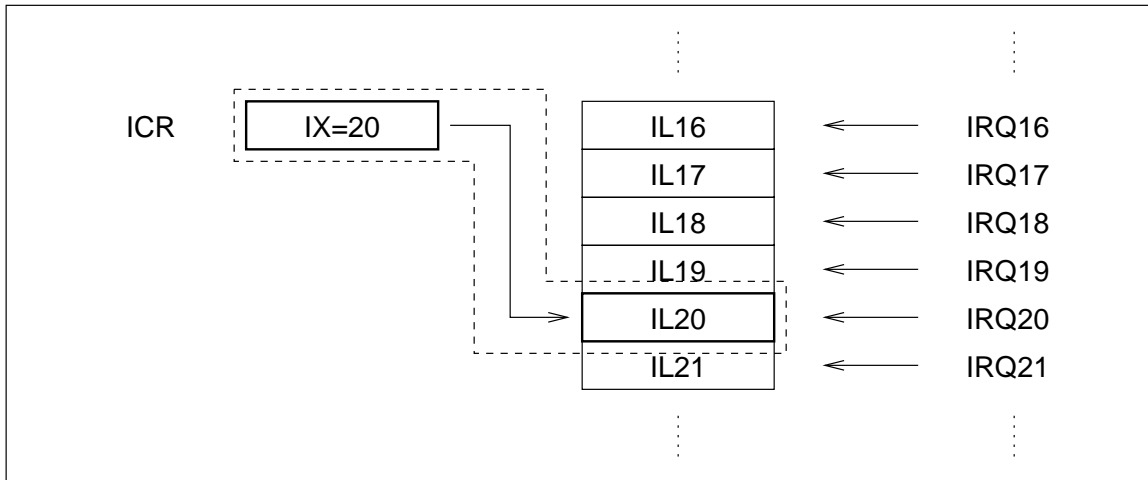 ICR IX=20 IL16 IRQ16
IL17 IRQ17
IL18 IRQ18
IL19 IRQ19
IL20 IRQ20
IL21 IRQ21